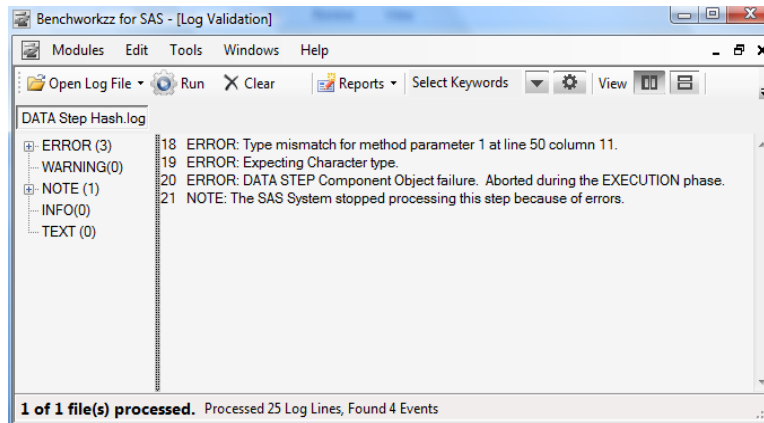 Benchworkzz for SAS - [Log Validation]
Modules Edit Tools Windows Help
Open Log File Run Clear Reports Select Keywords View
DATA Step Hash.log
ERROR (3)
WARNING(0)
NOTE (1)
INFO(0)
TEXT (0)
18 ERROR: Type mismatch for method parameter 1 at line 50 column 11.
19 ERROR: Expecting Character type.
20 ERROR: DATA STEP Component Object failure. Aborted during the EXECUTION phase.
21 NOTE: The SAS System stopped processing this step because of errors.
1 of 1 file(s) processed. Processed 25 Log Lines, Found 4 Events